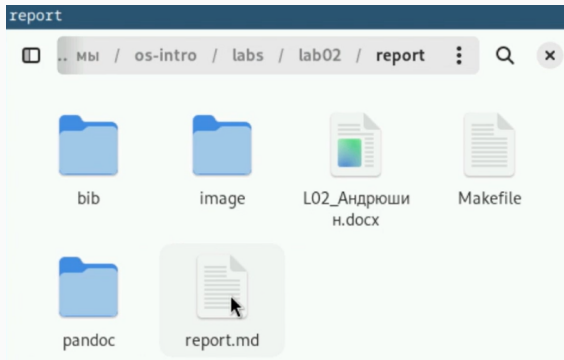 report
.. мы / os-intro / labs / lab02 / report
bib
image
L02_Андрюши
н.docx
Makefile
pandoc
report.md